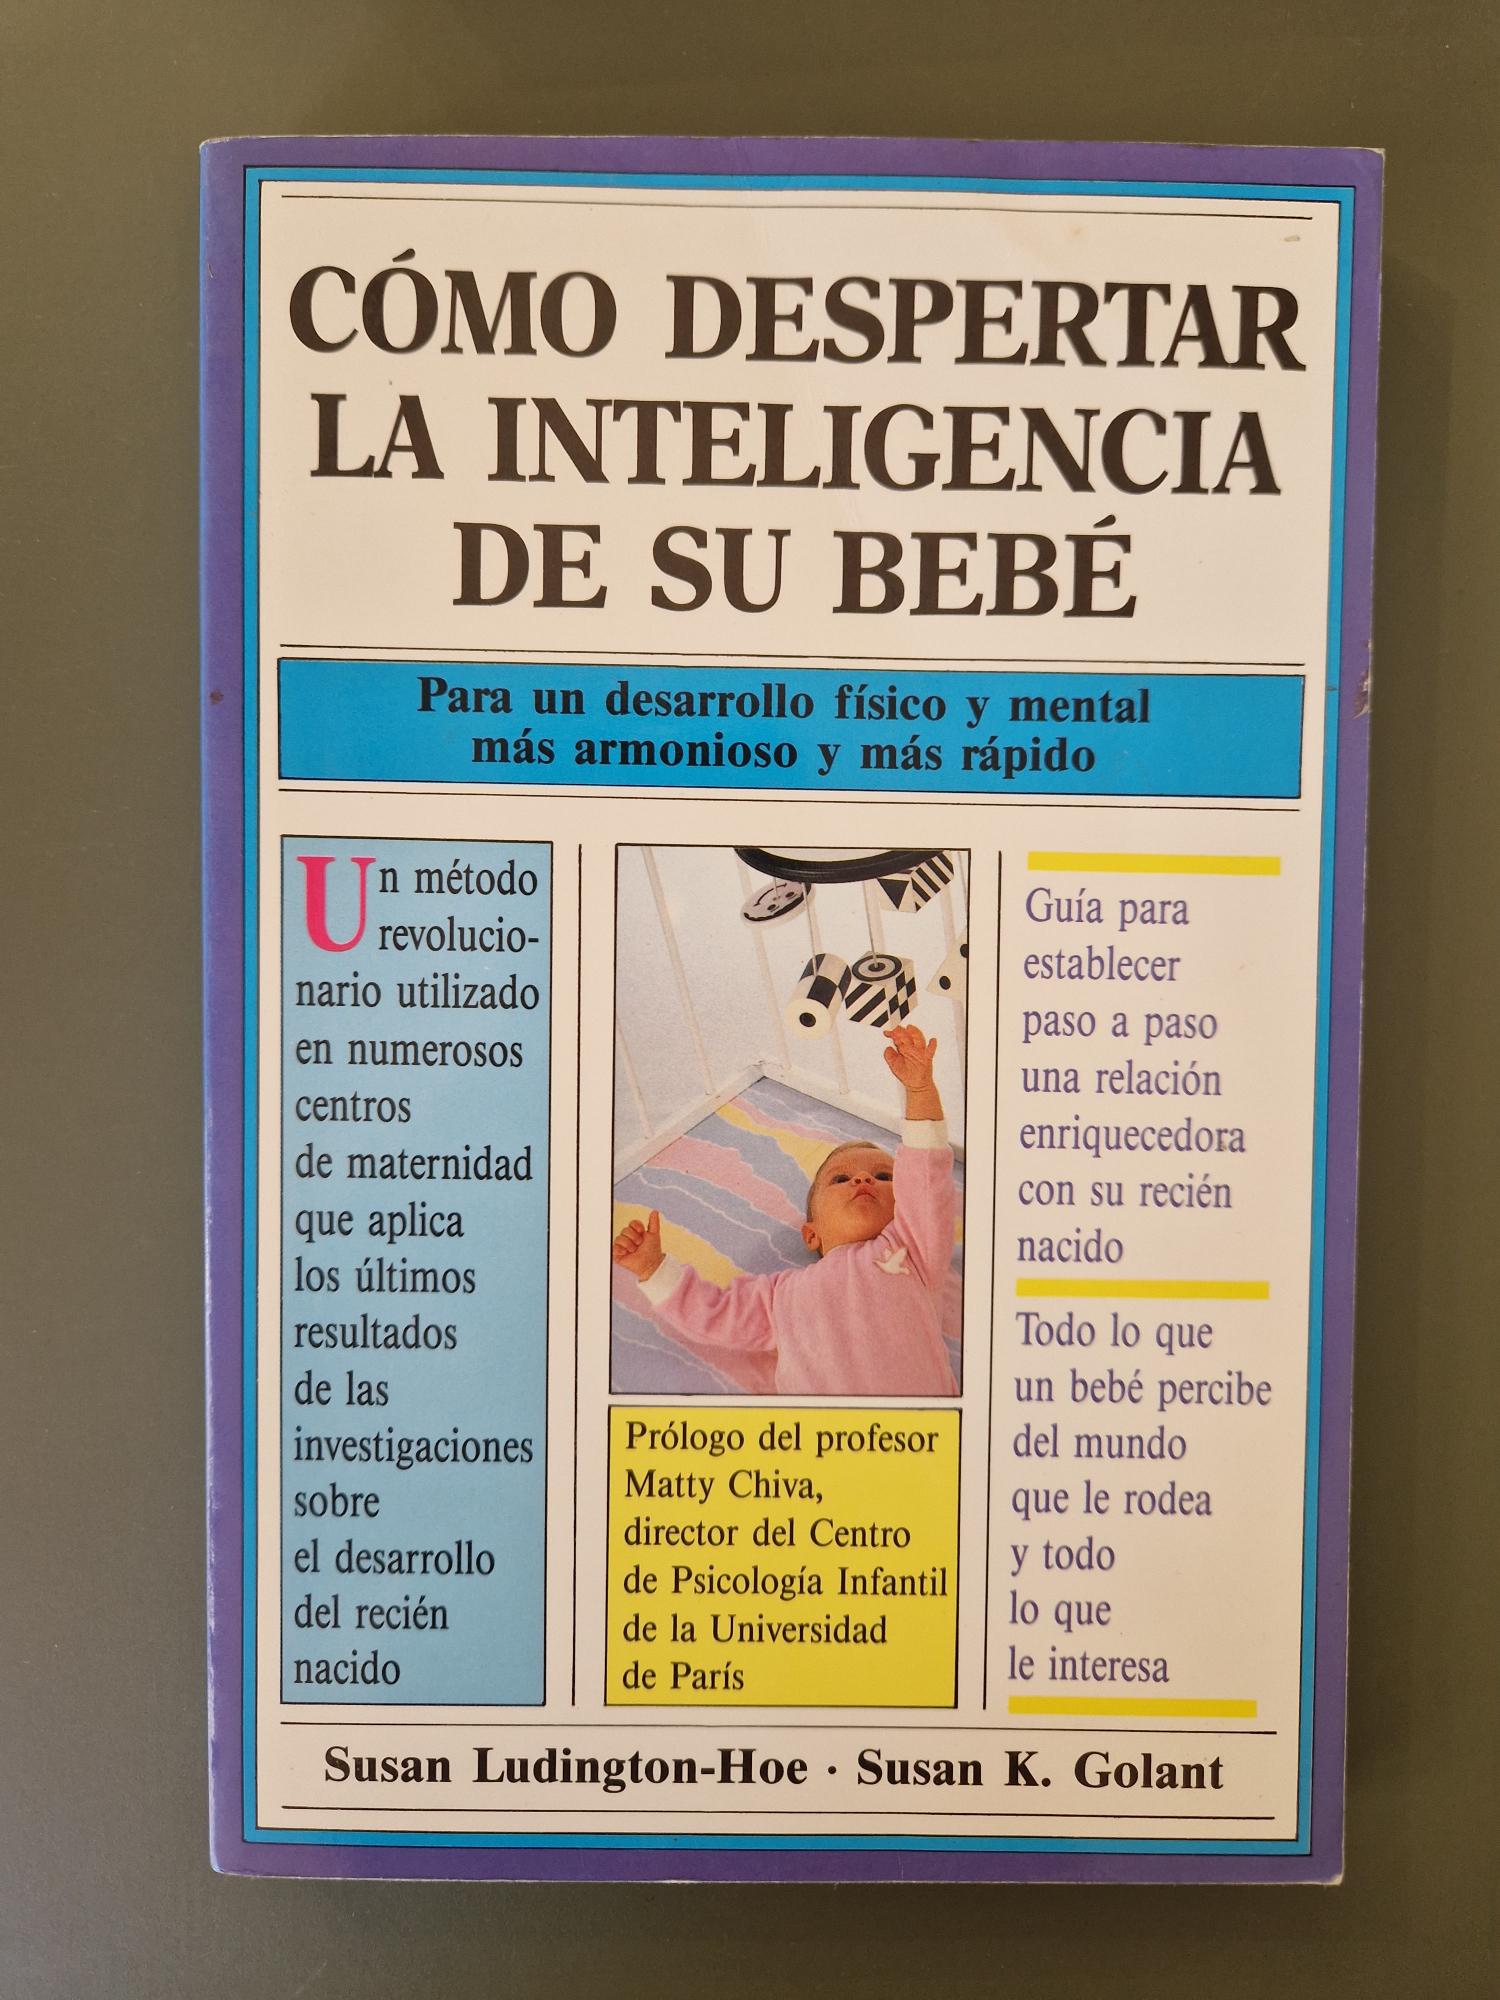 CÓMO DESPERTAR
LA INTELIGENCIA
DE SU BEBÉ
Para un desarrollo físico y mental
más armonioso y más rápido
Un método
revolucio-
nario utilizado
en numerosos
centros
de maternidad
que aplica
los últimos
resultados
de las
investigaciones
sobre
el desarrollo
del recién
nacido
Prólogo del profesor
Matty Chiva,
director del Centro
de Psicología Infantil
de la Universidad
de París
Guía para
establecer
paso a paso
una relación
enriquecedora
con su recién
nacido
Todo lo que
un bebé percibe
del mundo
que le rodea
y todo
lo que
le interesa
Susan Ludington-Hoe · Susan K. Golant